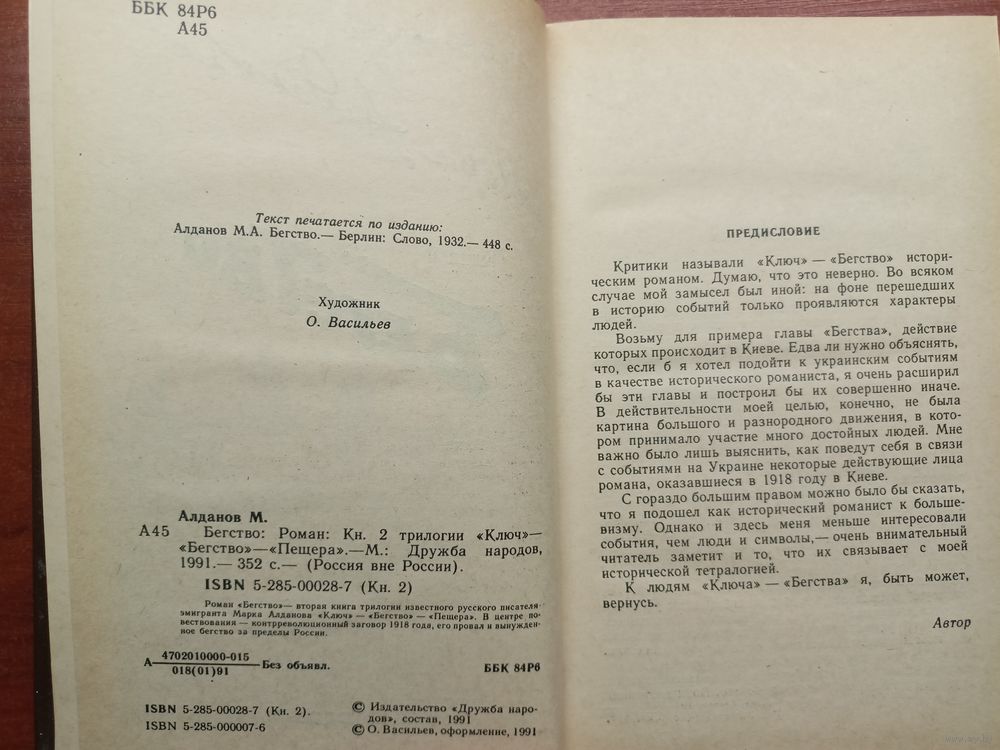 ББК 84Р6
А45
Текст печатается по изданию:
Алданов М.А. Бегство.— Берлин: Слово, 1932.— 448 с.
Художник
О. Васильев
Алданов М.
А45 Бегство: Роман: Кн. 2 трилогии «Ключ»—
«Бегство»—«Пещера».—М.: Дружба народов,
1991.— 352 с.— (Россия вне России).
ISBN 5-285-00028-7 (Кн. 2)
Роман «Бегство»— вторая книга трилогии известного русского писателя-
эмигранта Марка Алданова «Ключ»— «Бегство»— «Пещера». В центре по-
вествования — контрреволюционный заговор 1918 года, его провал и вынужден-
ное бегство за пределы России.
А 4702010000-015 Без объявл.
018(01)91
ББК 84Р6
ISBN 5-285-00028-7 (Кн. 2).
ISBN 5-285-000007-6
© Издательство «Дружба наро-
дов», состав, 1991
© О. Васильев, оформление, 1991
ПРЕДИСЛОВИЕ
Критики называли «Ключ» — «Бегство» истори-
ческим романом. Думаю, что это неверно. Во всяком
случае мой замысел был иной: на фоне перешедших
в историю событий только проявляются характеры
людей.
Возьму для примера главы «Бегства», действие
которых происходит в Киеве. Едва ли нужно объяснять,
что, если б я хотел подойти к украинским событиям
в качестве исторического романиста, я очень расширил
бы эти главы и построил бы их совершенно иначе.
В действительности моей целью, конечно, не была
картина большого и разнородного движения, в кото-
ром принимало участие много достойных людей. Мне
важно было лишь выяснить, как поведут себя в связи
с событиями на Украине некоторые действующие лица
романа, оказавшиеся в 1918 году в Киеве.
С гораздо большим правом можно было бы сказать,
что я подошел как исторический романист к больше-
визму. Однако и здесь меня меньше интересовали
события, чем люди и символы,— очень внимательный
читатель заметит и то, что их связывает с моей
исторической тетралогией.
К людям «Ключа» — «Бегства» я, быть может,
вернусь.
Автор